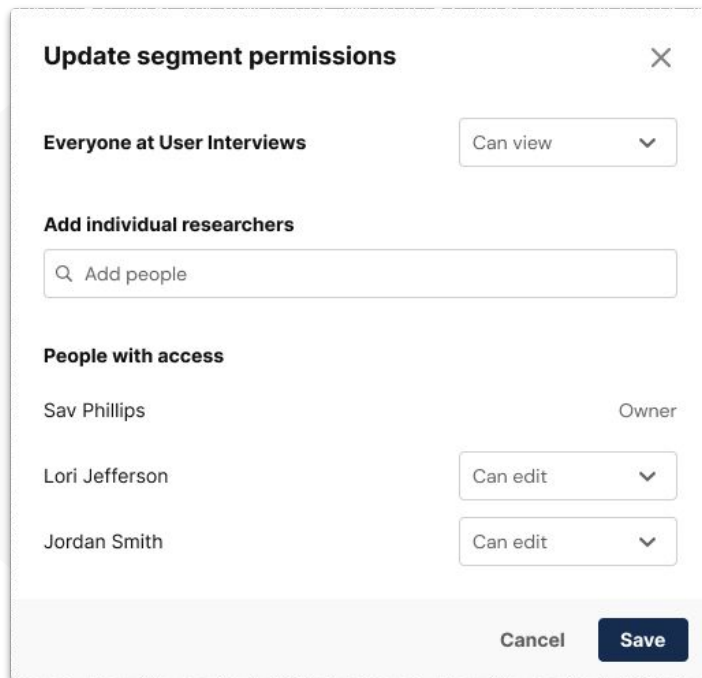 Update segment permissions
Everyone at User Interviews Can view
Add individual researchers
Add people
People with access
Sav Phillips Owner
Lori Jefferson Can edit
Jordan Smith Can edit
Cancel Save